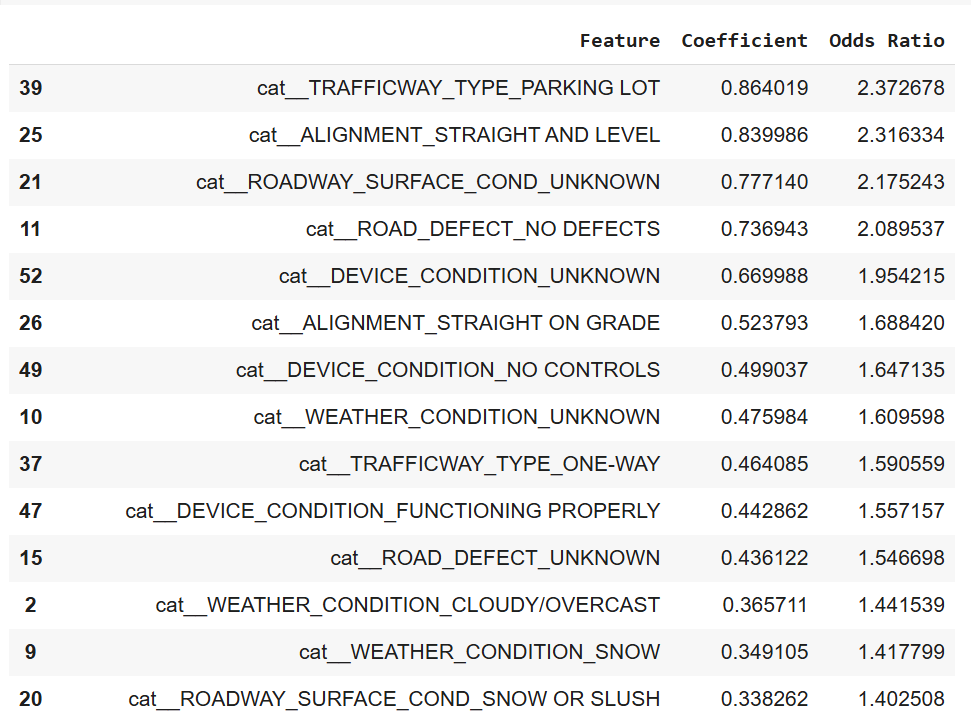 Feature Coefficient Odds Ratio
39 cat__TRAFFICWAY_TYPE_PARKING LOT 0.864019 2.372678
25 cat__ALIGNMENT_STRAIGHT AND LEVEL 0.839986 2.316334
21 cat__ROADWAY_SURFACE_COND_UNKNOWN 0.777140 2.175243
11 cat__ROAD_DEFECT_NO DEFECTS 0.736943 2.089537
52 cat__DEVICE_CONDITION_UNKNOWN 0.669988 1.954215
26 cat__ALIGNMENT_STRAIGHT ON GRADE 0.523793 1.688420
49 cat__DEVICE_CONDITION_NO CONTROLS 0.499037 1.647135
10 cat__WEATHER_CONDITION_UNKNOWN 0.475984 1.609598
37 cat__TRAFFICWAY_TYPE_ONE-WAY 0.464085 1.590559
47 cat__DEVICE_CONDITION_FUNCTIONING PROPERLY 0.442862 1.557157
15 cat__ROAD_DEFECT_UNKNOWN 0.436122 1.546698
2 cat__WEATHER_CONDITION_CLOUDY/OVERCAST 0.365711 1.441539
9 cat__WEATHER_CONDITION_SNOW 0.349105 1.417799
20 cat__ROADWAY_SURFACE_COND_SNOW OR SLUSH 0.338262 1.402508